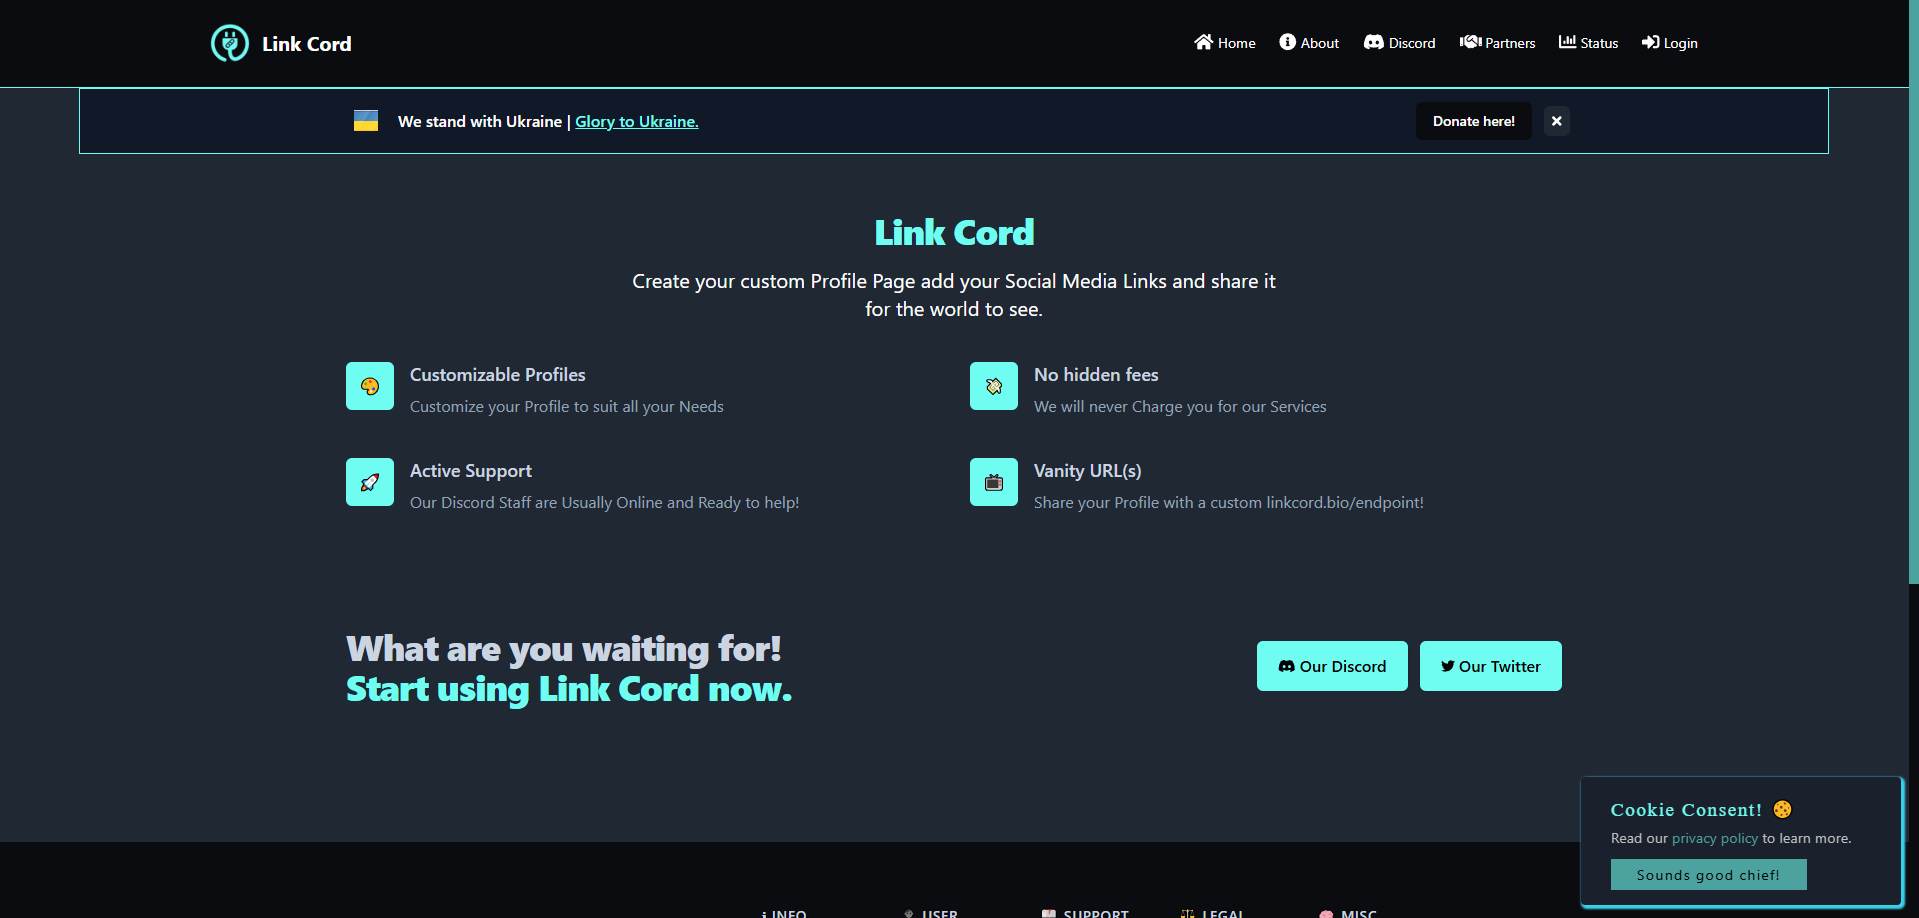 Link Cord
Home
About
Discord
Partners
Status
Login
We stand with Ukraine | Glory to Ukraine.
Donate here!
Link Cord
Create your custom Profile Page add your Social Media Links and share it
for the world to see.
Customizable Profiles
Customize your Profile to suit all your Needs
No hidden fees
We will never Charge you for our Services
Active Support
Our Discord Staff are Usually Online and Ready to help!
Vanity URL(s)
Share your Profile with a custom linkcord.bio/endpoint!
What are you waiting for!
Start using Link Cord now.
Our Discord
Our Twitter
Cookie Consent!
Read our privacy policy to learn more.
Sounds good chief!
INFO
USER
SUPPORT
LEGAL
MISC